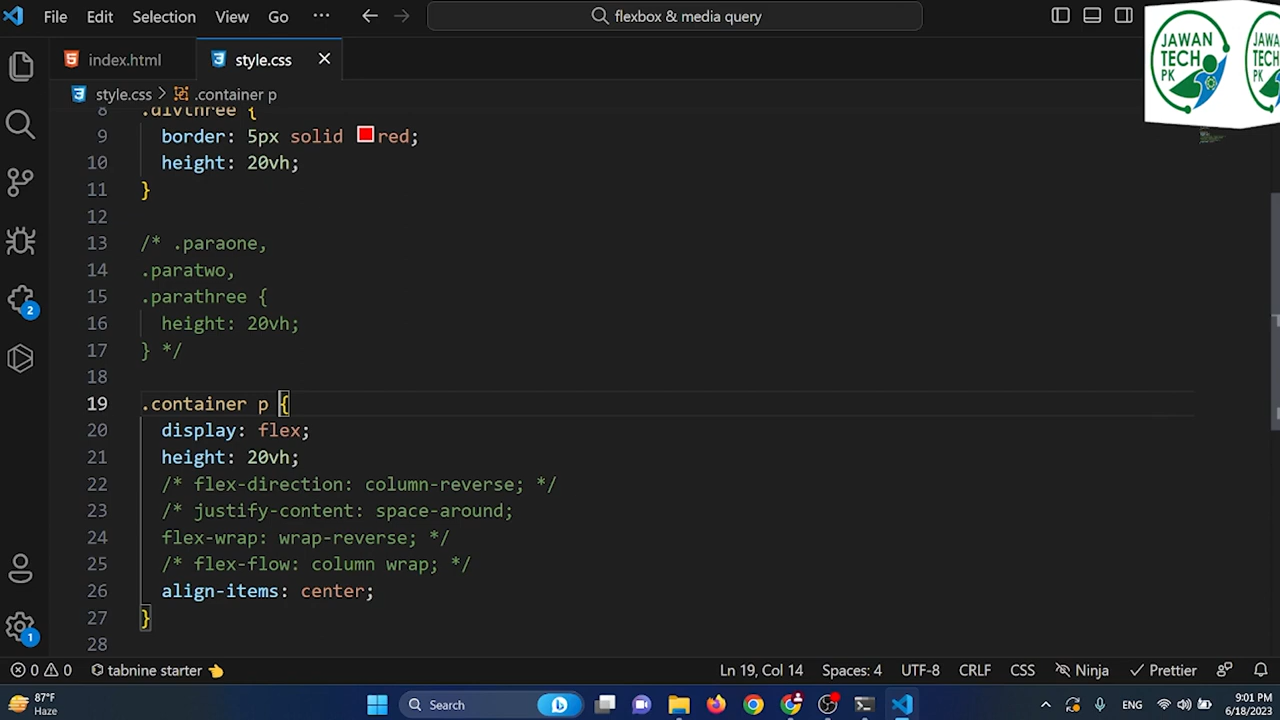 File Edit Selection View Go ··· flexbox & media query
JAWAN
TECH
PK
index.html style.css
style.css > .container p
8 .divthree {
9 border: 5px solid red;
10 height: 20vh;
11 }
12
13 /* .paraone,
14 .paratwo,
15 .parathree {
16 height: 20vh;
17 } */
18
19 .container p {
20 display: flex;
21 height: 20vh;
22 /* flex-direction: column-reverse; */
23 /* justify-content: space-around;
24 flex-wrap: wrap-reverse; */
25 /* flex-flow: column wrap; */
26 align-items: center;
27 }
28
2
1
0 0 tabnine starter Ln 19, Col 14 Spaces: 4 UTF-8 CRLF CSS Ninja Prettier
87°F
Haze
Search
ENG
9:01 PM
6/18/2023